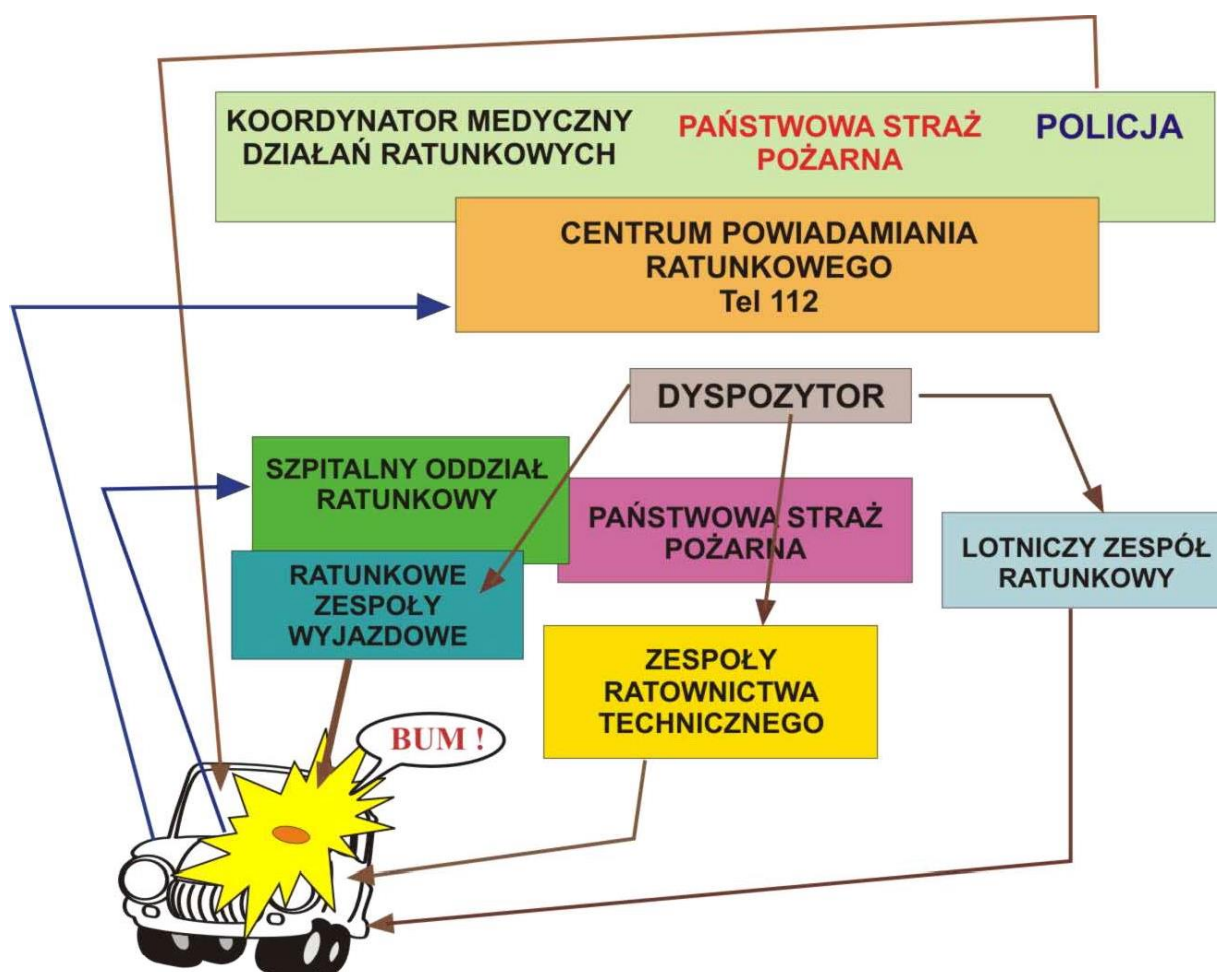 KOORDYNATOR MEDYCZNY
DZIAŁAŃ RATUNKOWYCH
PAŃSTWOWA STRAŻ
POŻARNA
POLICJA
CENTRUM POWIADAMIANIA
RATUNKOWEGO
Tel 112
DYSPOZYTOR
SZPITALNY ODDZIAŁ
RATUNKOWY
PAŃSTWOWA STRAŻ
POŻARNA
LOTNICZY ZESPÓŁ
RATUNKOWY
RATUNKOWE
ZESPOŁY
WYJAZDOWE
ZESPOŁY
RATOWNICTWA
TECHNICZNEGO
BUM !